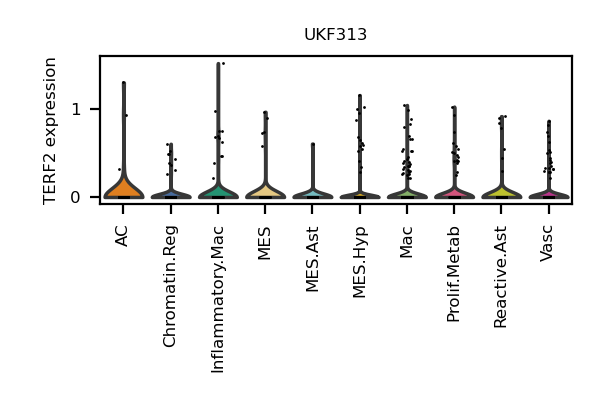 UKF313
TERF2 expression
1
0
AC
Chromatin.Reg
Inflammatory.Mac
MES
MES.Ast
MES.Hyp
Mac
Prolif.Metab
Reactive.Ast
Vasc